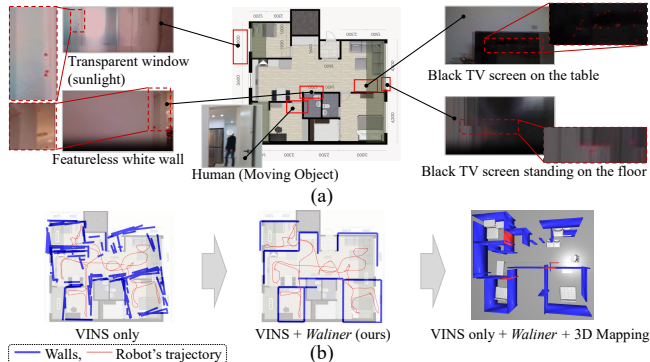 (a)
Transparent window
(sunlight)
Black TV screen on the table
Featureless white wall
Human (Moving Object)
Black TV screen standing on the floor
(a)
VINS only
VINS + Waliner (ours)
VINS only + Waliner + 3D Mapping
Walls, Robot's trajectory
(b)